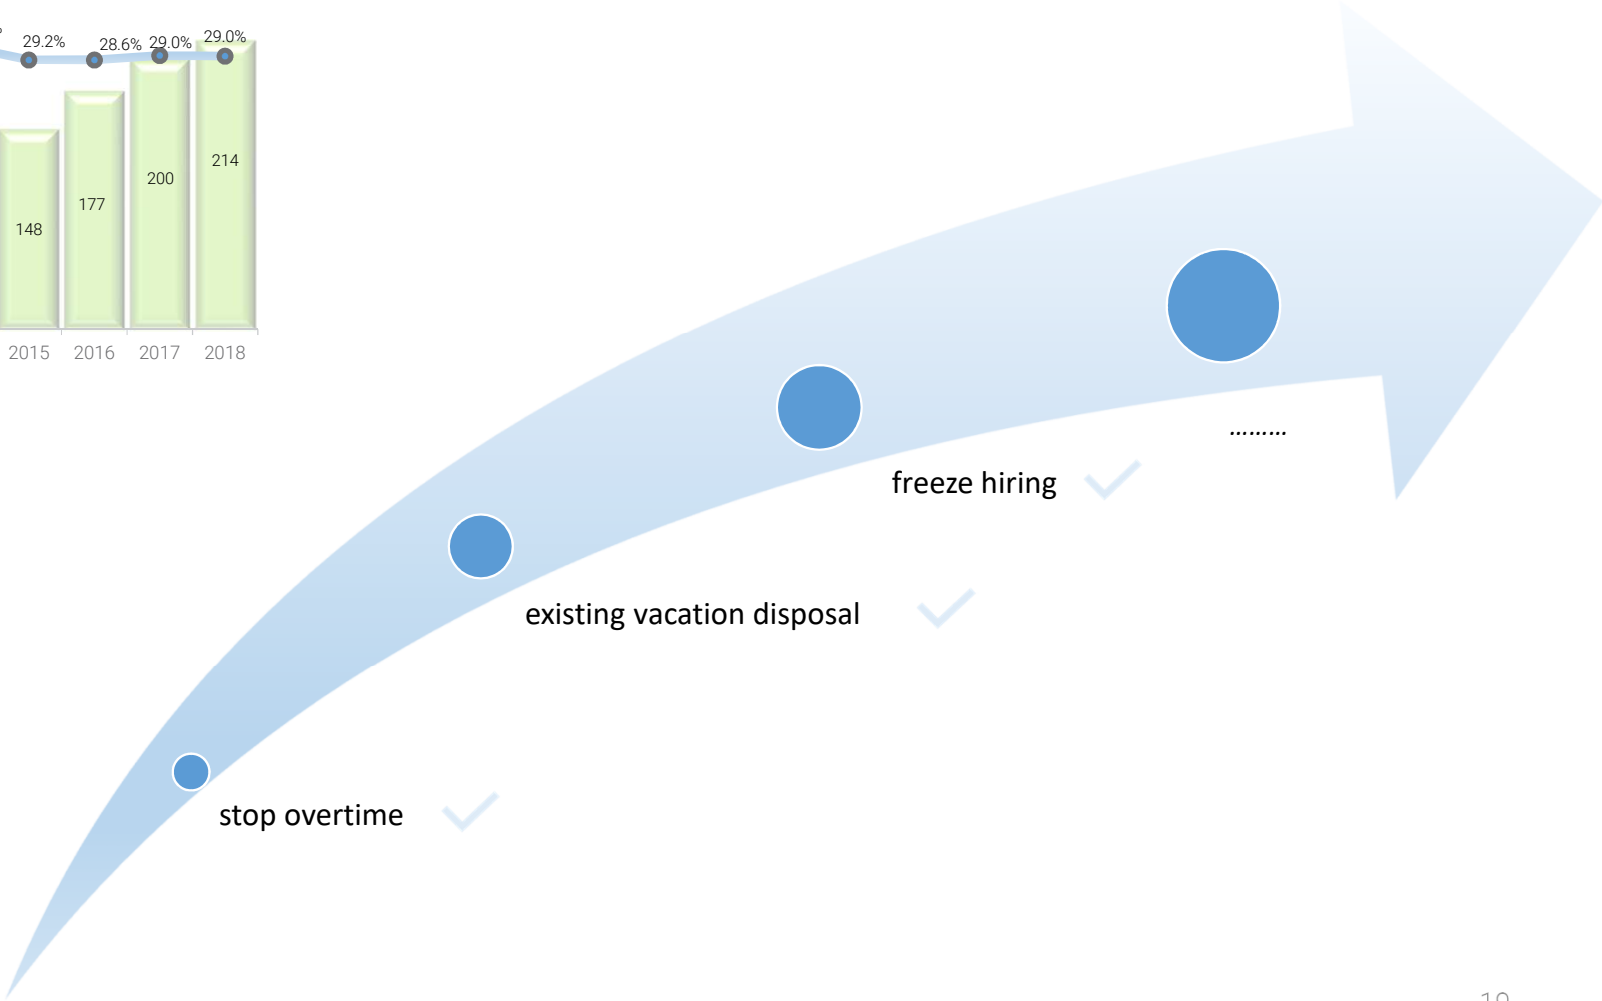 29.2% 28.6% 29.0% 29.0%
148 177 200 214
2015 2016 2017 2018
.........
freeze hiring
existing vacation disposal
stop overtime